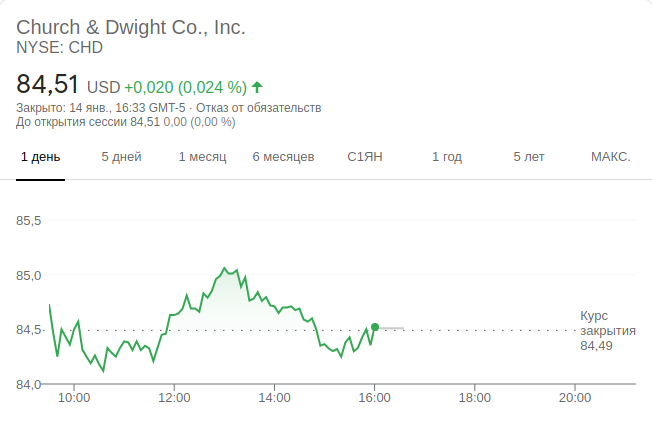 Church & Dwight Co., Inc.
NYSE: CHD
84,51 USD +0,020 (0,024 %)
Закрыто: 14 янв., 16:33 GMT-5 · Отказ от обязательств
До открытия сессии 84,51 0,00 (0,00 %)
1 день 5 дней 1 месяц 6 месяцев С1ЯН 1 год 5 лет МАКС.
85,5
85,0
84,5
84,0
Курс
закрытия
84,49
10:00 12:00 14:00 16:00 18:00 20:00